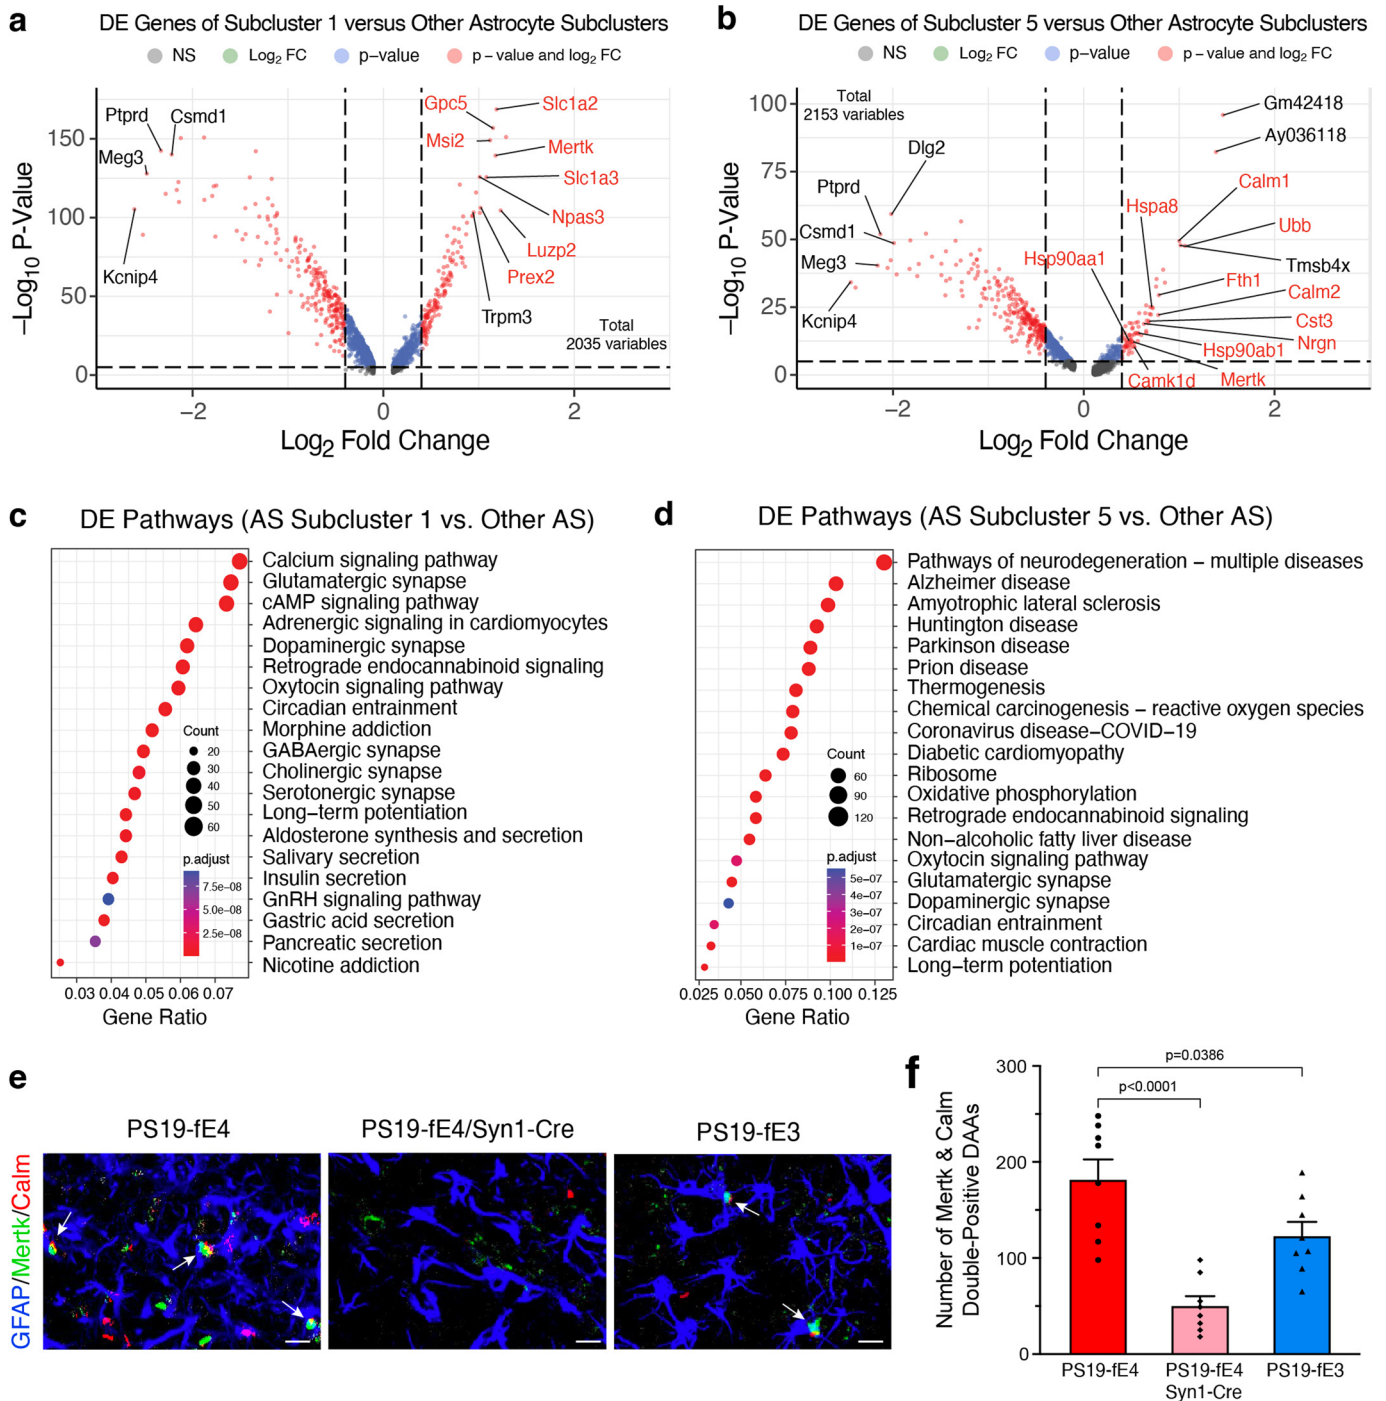 a
DE Genes of Subcluster 1 versus Other Astrocyte Subclusters
NS
Log2 FC
p−value
p − value and log2 FC
Ptprd
Csmd1
Meg3
Kcnip4
Gpc5
Slc1a2
Msi2
Mertk
Slc1a3
Npas3
Luzp2
Prex2
Trpm3
Total
2035 variables
−Log10 P-Value
150
100
50
0
−2
0
2
Log2 Fold Change
b
DE Genes of Subcluster 5 versus Other Astrocyte Subclusters
NS
Log2 FC
p−value
p − value and log2 FC
Total
2153 variables
Gm42418
Ay036118
Dlg2
Ptprd
Csmd1
Meg3
Kcnip4
Calm1
Hspa8
Ubb
Hsp90aa1
Tmsb4x
Fth1
Calm2
Cst3
Nrgn
Hsp90ab1
Camk1d
Mertk
−Log10 P-Value
100
75
50
25
0
−2
0
2
Log2 Fold Change
c
DE Pathways (AS Subcluster 1 vs. Other AS)
Calcium signaling pathway
Glutamatergic synapse
cAMP signaling pathway
Adrenergic signaling in cardiomyocytes
Dopaminergic synapse
Retrograde endocannabinoid signaling
Oxytocin signaling pathway
Circadian entrainment
Morphine addiction
GABAergic synapse
Cholinergic synapse
Serotonergic synapse
Long−term potentiation
Aldosterone synthesis and secretion
Salivary secretion
Insulin secretion
GnRH signaling pathway
Gastric acid secretion
Pancreatic secretion
Nicotine addiction
Count
20
30
40
50
60
p.adjust
7.5e−08
5.0e−08
2.5e−08
0.03 0.04 0.05 0.06 0.07
Gene Ratio
d
DE Pathways (AS Subcluster 5 vs. Other AS)
Pathways of neurodegeneration − multiple diseases
Alzheimer disease
Amyotrophic lateral sclerosis
Huntington disease
Parkinson disease
Prion disease
Thermogenesis
Chemical carcinogenesis − reactive oxygen species
Coronavirus disease−COVID−19
Diabetic cardiomyopathy
Ribosome
Oxidative phosphorylation
Retrograde endocannabinoid signaling
Non−alcoholic fatty liver disease
Oxytocin signaling pathway
Glutamatergic synapse
Dopaminergic synapse
Circadian entrainment
Cardiac muscle contraction
Long−term potentiation
Count
60
90
120
p.adjust
5e−07
4e−07
3e−07
2e−07
1e−07
0.025 0.050 0.075 0.100 0.125
Gene Ratio
e
PS19-fE4
PS19-fE4/Syn1-Cre
PS19-fE3
GFAP/Mertk/Calm
f
Number of Mertk & Calm
Double-Positive DAAs
300
200
100
0
p=0.0386
p<0.0001
PS19-fE4
PS19-fE4
Syn1-Cre
PS19-fE3